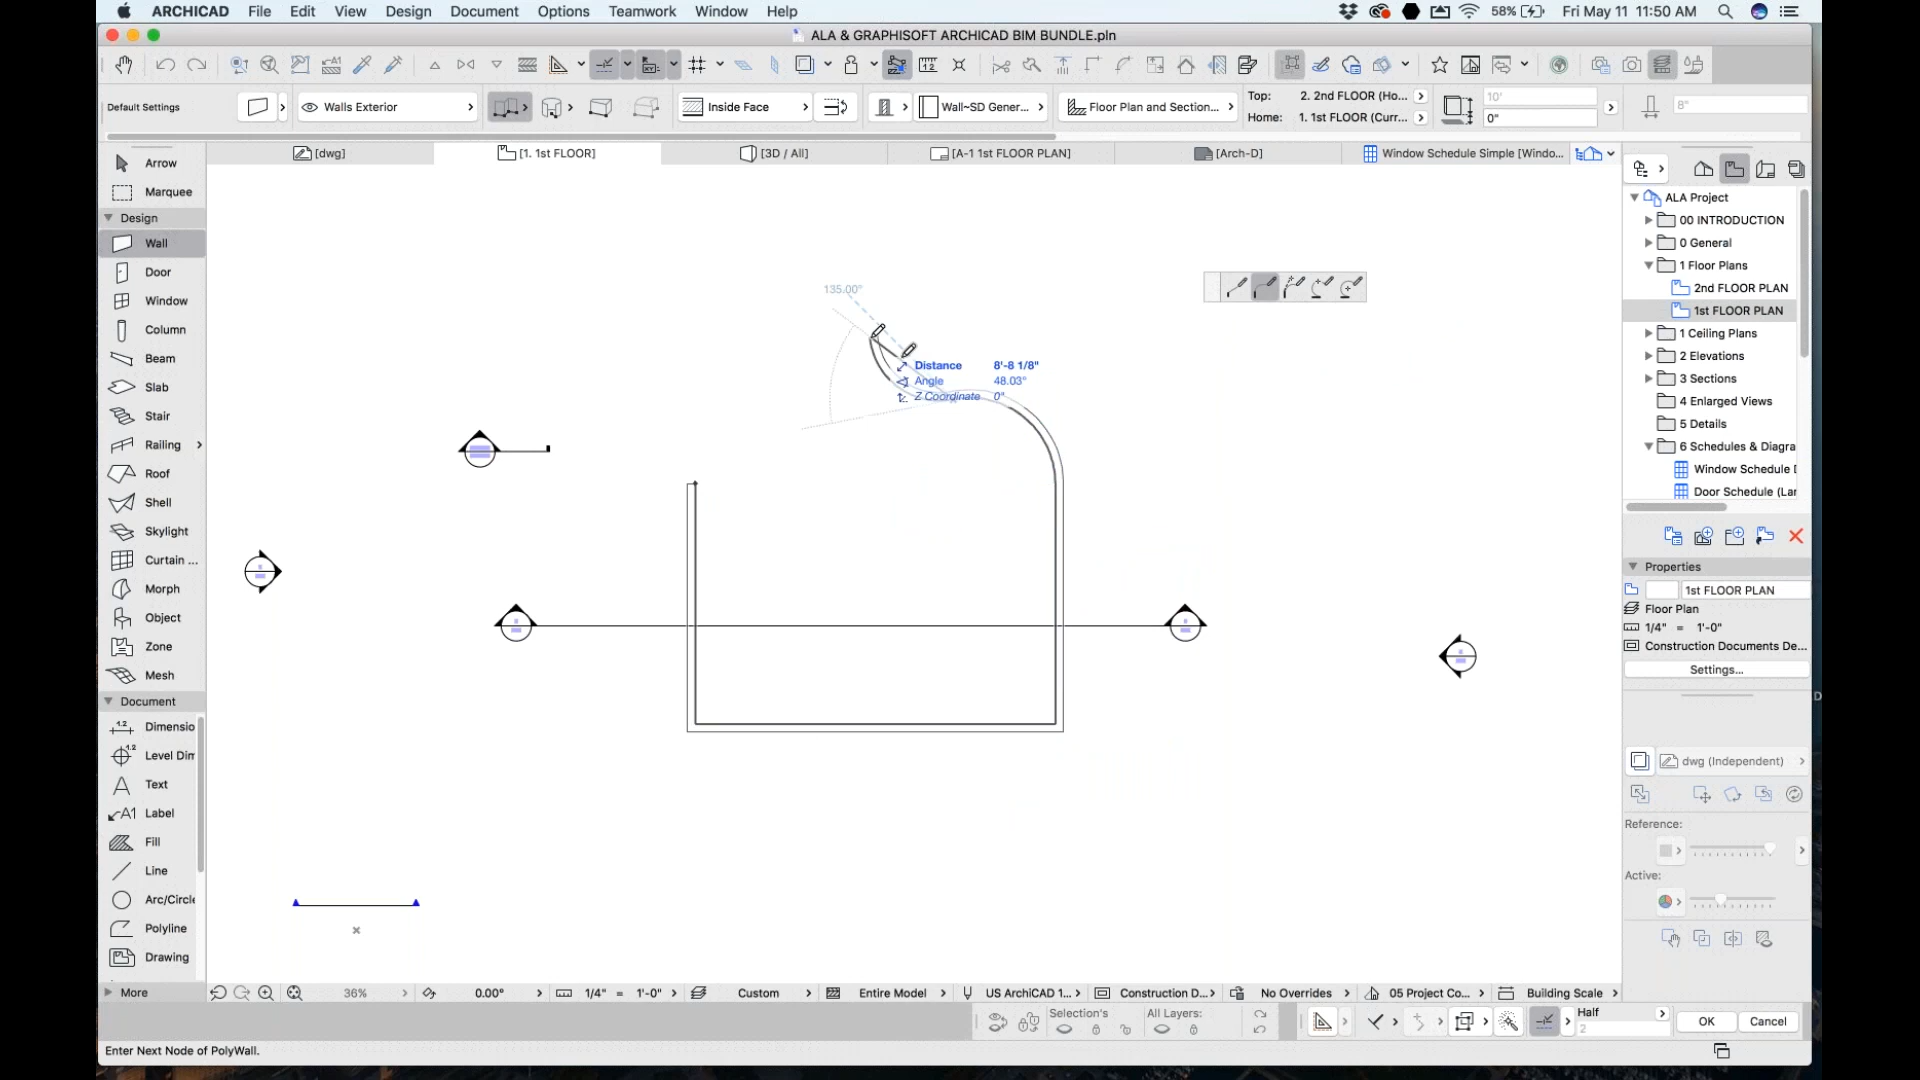 ARCHICAD File Edit View Design Document Options Teamwork Window Help 58% Fri May 11 11:50 AM
ALA & GRAPHISOFT ARCHICAD BIM BUNDLE.pln
Default Settings
Walls Exterior
Inside Face
Wall~SD Gener...
Floor Plan and Section...
Top: 2. 2nd FLOOR (Ho...
Home: 1. 1st FLOOR (Curr...
10'
0"
8"
[dwg]
[1. 1st FLOOR]
[3D / All]
[A-1 1st FLOOR PLAN]
[Arch-D]
Window Schedule Simple [Windo...
Arrow
Marquee
Design
Wall
Door
Window
Column
Beam
Slab
Stair
Railing
Roof
Shell
Skylight
Curtain ...
Morph
Object
Zone
Mesh
Document
Dimensio
Level Dim
Text
Label
Fill
Line
Arc/Circle
Polyline
Drawing
More
135.00°
Distance 8'-8 1/8"
Angle 48.03°
Z Coordinate 0"
ALA Project
00 INTRODUCTION
0 General
1 Floor Plans
2nd FLOOR PLAN
1st FLOOR PLAN
1 Ceiling Plans
2 Elevations
3 Sections
4 Enlarged Views
5 Details
6 Schedules & Diagra
Window Schedule D
Door Schedule (Lar
Properties
1st FLOOR PLAN
Floor Plan
1/4" = 1'-0"
Construction Documents De...
Settings...
dwg (Independent)
Reference:
Active:
36% 0.00° 1/4" = 1'-0" Custom Entire Model US ArchiCAD 1... Construction D... No Overrides 05 Project Co... Building Scale
Selection's
All Layers:
Half
2
OK
Cancel
Enter Next Node of PolyWall.